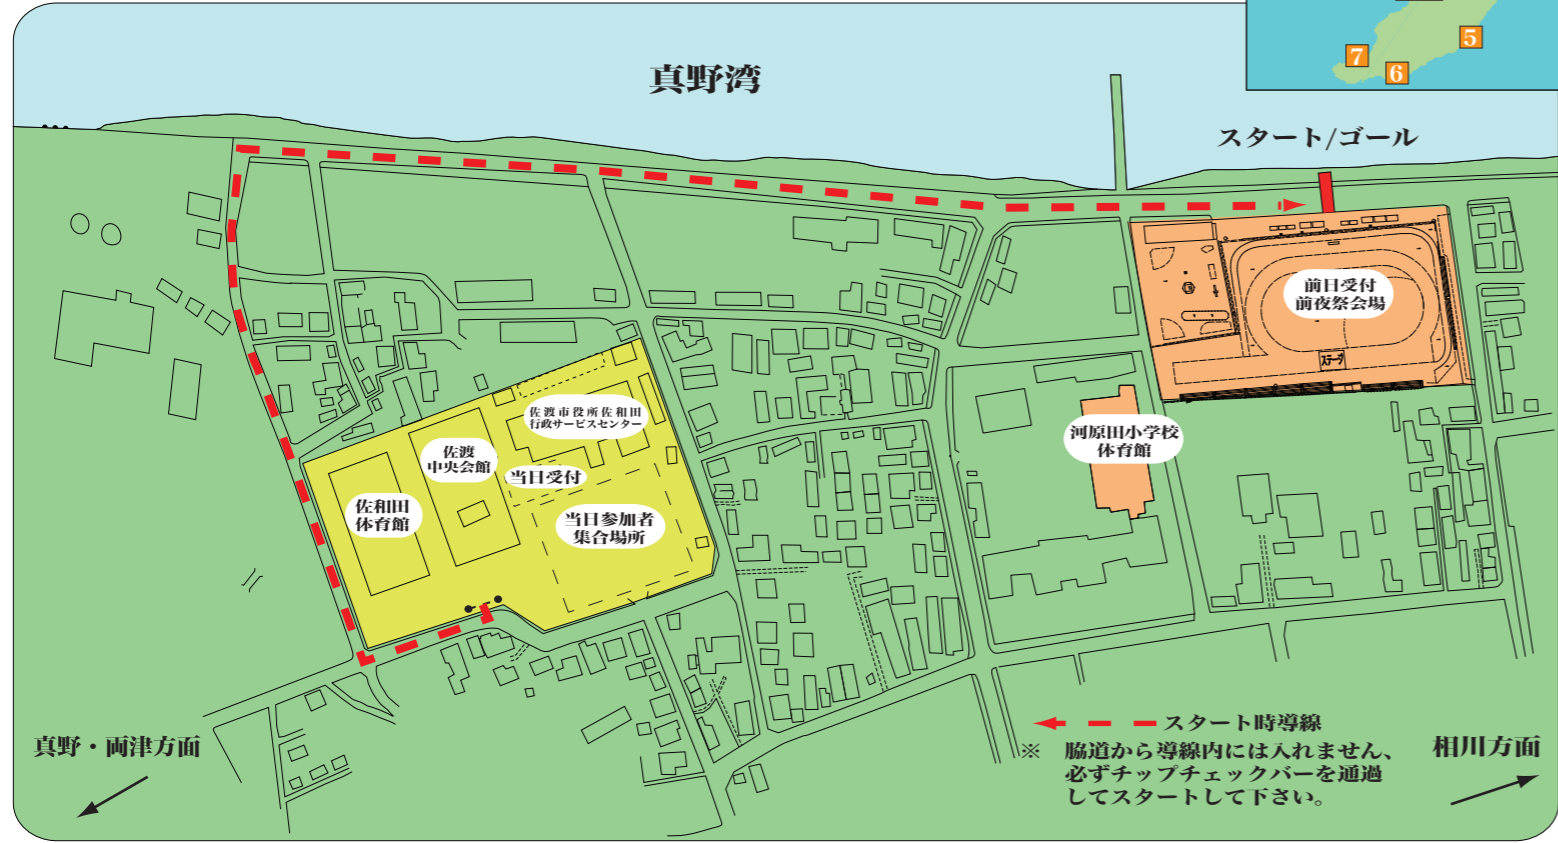 真野湾
7
6
5
スタート/ゴール
前日受付
前夜祭会場
ステージ
河原田小学校
体育館
佐渡市役所佐和田
行政サービスセンター
佐渡
中央会館
当日受付
佐和田
体育館
当日参加者
集合場所
真野・両津方面
スタート時導線
※ 脇道から導線内には入れません、
必ずチップチェックバーを通過
してスタートして下さい。
相川方面